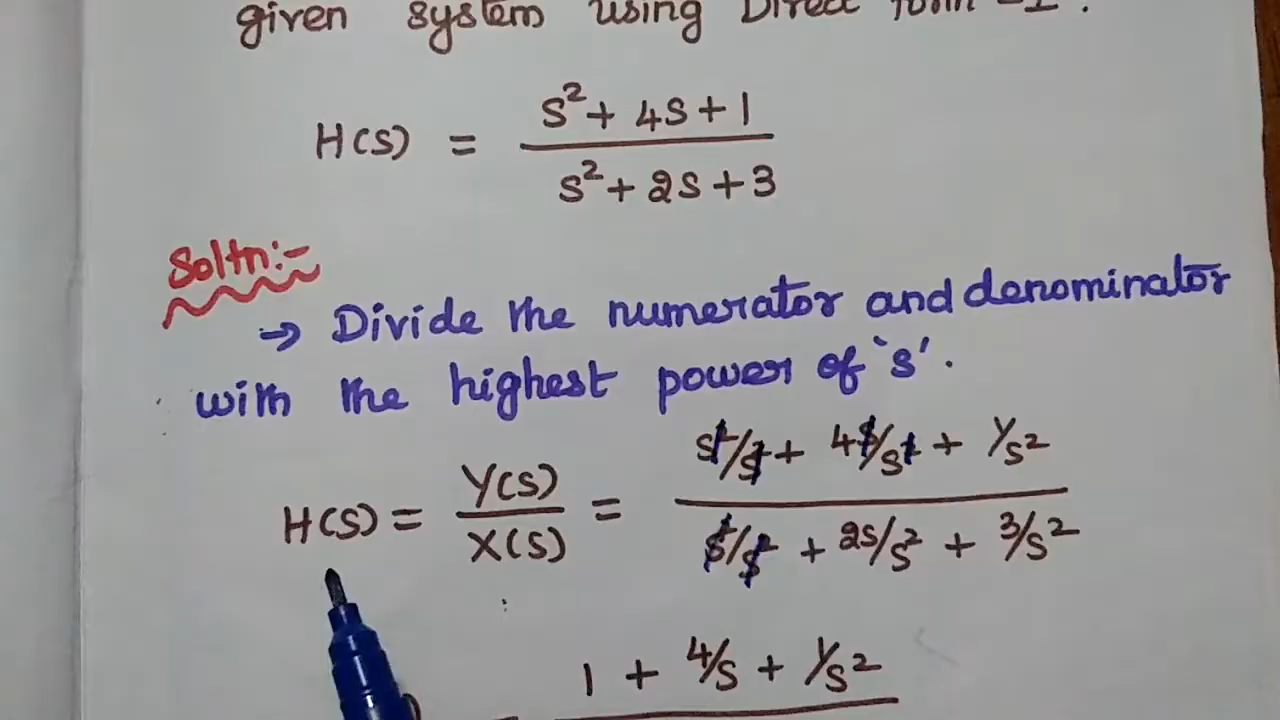 given system using Direct form - I .
H(S) = S² + 4S + 1 / S² + 2S + 3
Soltn:-
→ Divide the numerator and denominator
with the highest power of 's'.
H(S) = Y(S)/X(S) = S²/S² + 4S/S² + 1/S² / S²/S² + 2S/S² + 3/S²
1 + 4/S + 1/S²